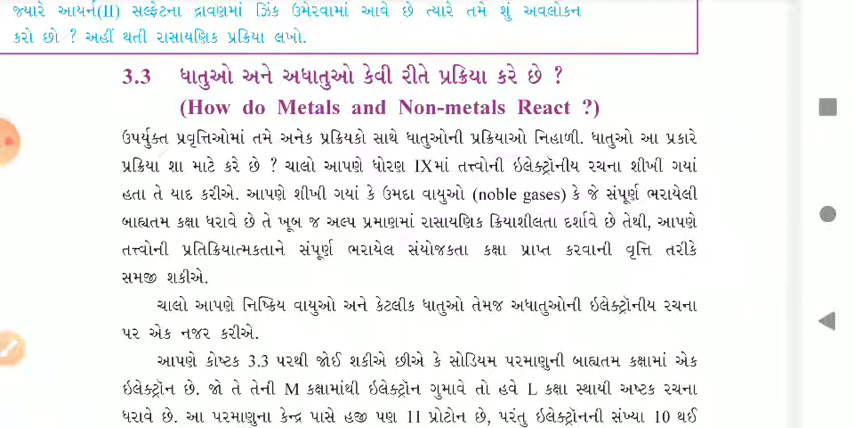 જ્યારે આયર્ન(II) સલ્ફેટના દ્રાવણમાં ઝિંક ઉમેરવામાં આવે છે ત્યારે તમે શું અવલોકન
કરો છો ? અહીં થતી રાસાયણિક પ્રક્રિયા લખો.
3.3 ધાતુઓ અને અધાતુઓ કેવી રીતે પ્રક્રિયા કરે છે ?
(How do Metals and Non-metals React ?)
ઉપર્યુક્ત પ્રવૃત્તિઓમાં તમે અનેક પ્રક્રિયકો સાથે ધાતુઓની પ્રક્રિયાઓ નિહાળી. ધાતુઓ આ પ્રકારે
પ્રક્રિયા શા માટે કરે છે ? ચાલો આપણે ધોરણ IXમાં તત્ત્વોની ઇલેક્ટ્રૉનીય રચના શીખી ગયાં
હતા તે યાદ કરીએ. આપણે શીખી ગયાં કે ઉમદા વાયુઓ (noble gases) કે જે સંપૂર્ણ ભરાયેલી
બાહ્યતમ કક્ષા ધરાવે છે તે ખૂબ જ અલ્પ પ્રમાણમાં રાસાયણિક ક્રિયાશીલતા દર્શાવે છે તેથી, આપણે
તત્ત્વોની પ્રતિક્રિયાત્મકતાને સંપૂર્ણ ભરાયેલ સંયોજકતા કક્ષા પ્રાપ્ત કરવાની વૃત્તિ તરીકે
સમજી શકીએ.
ચાલો આપણે નિષ્ક્રિય વાયુઓ અને કેટલીક ધાતુઓ તેમજ અધાતુઓની ઇલેક્ટ્રૉનીય રચના
પર એક નજર કરીએ.
આપણે કોષ્ટક 3.3 પરથી જોઈ શકીએ છીએ કે સોડિયમ પરમાણુની બાહ્યતમ કક્ષામાં એક
ઇલેક્ટ્રૉન છે. જો તે તેની M કક્ષામાંથી ઇલેક્ટ્રૉન ગુમાવે તો હવે L કક્ષા સ્થાયી અષ્ટક રચના
ધરાવે છે. આ પરમાણુના કેન્દ્ર પાસે હજી પણ 11 પ્રોટોન છે, પરંતુ ઇલેક્ટ્રૉનની સંખ્યા 10 થઈ